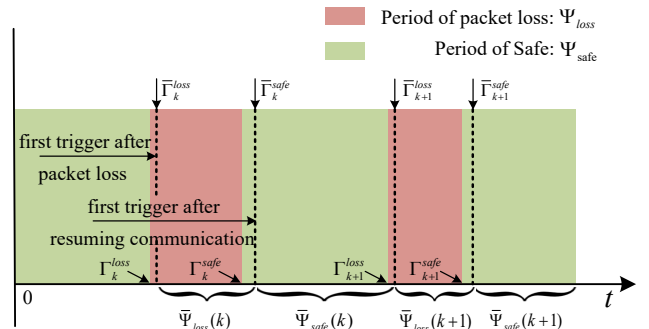 Period of packet loss: Ψ_loss
Period of Safe: Ψ_safe
Γ̅_k^loss Γ̅_k^safe Γ̅_{k+1}^loss Γ̅_{k+1}^safe
first trigger after
packet loss
first trigger after
resuming communication
Γ_k^loss Γ_k^safe Γ_{k+1}^loss Γ_{k+1}^safe
0 t
Ψ̅_loss(k) Ψ̅_safe(k) Ψ̅_loss(k+1) Ψ̅_safe(k+1)